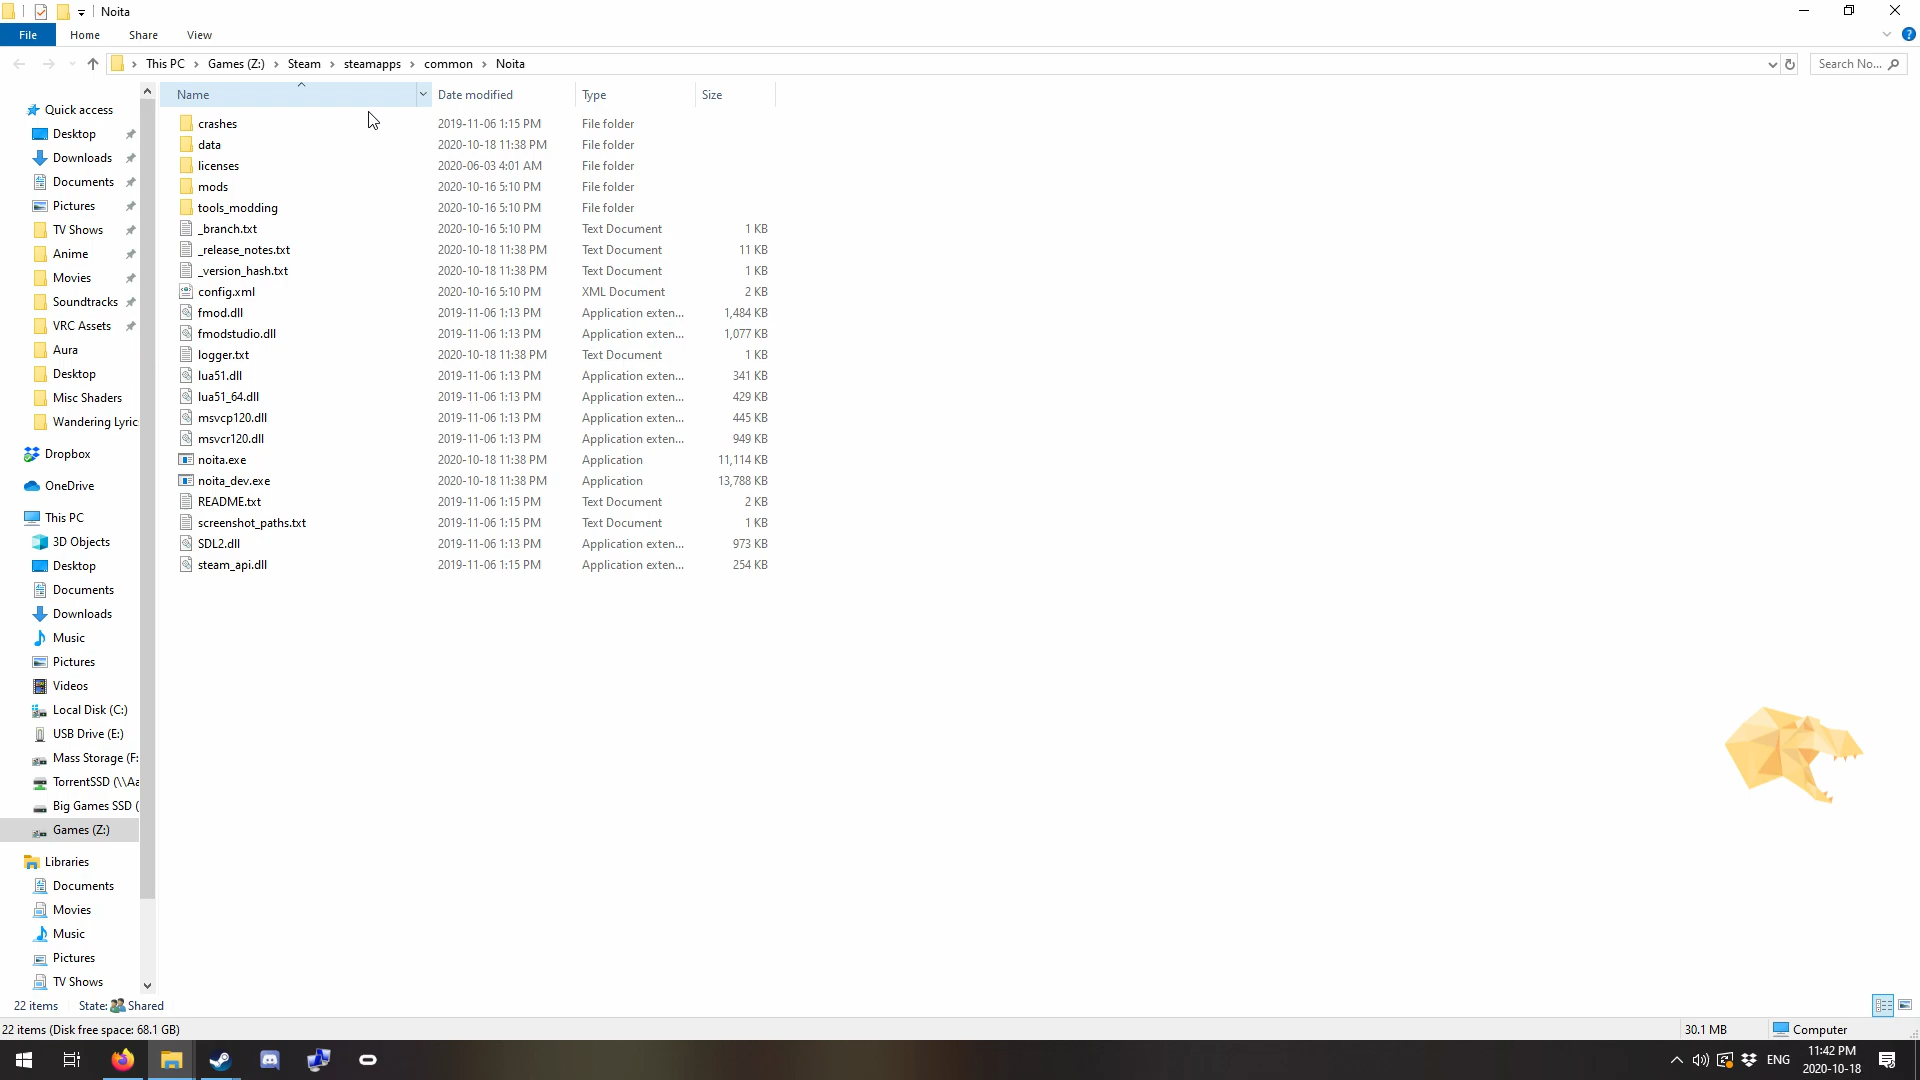 Noita
File Home Share View
This PC Games (Z:) Steam steamapps common Noita Search No...
Name Date modified Type Size
Quick access
Desktop
Downloads
Documents
Pictures
TV Shows
Anime
Movies
Soundtracks
VRC Assets
Aura
Desktop
Misc Shaders
Wandering Lyric
Dropbox
OneDrive
This PC
3D Objects
Desktop
Documents
Downloads
Music
Pictures
Videos
Local Disk (C:)
USB Drive (E:)
Mass Storage (F:
TorrentSSD (\\Aa
Big Games SSD (
Games (Z:)
Libraries
Documents
Movies
Music
Pictures
TV Shows
crashes 2019-11-06 1:15 PM File folder
data 2020-10-18 11:38 PM File folder
licenses 2020-06-03 4:01 AM File folder
mods 2020-10-16 5:10 PM File folder
tools_modding 2020-10-16 5:10 PM File folder
_branch.txt 2020-10-16 5:10 PM Text Document 1 KB
_release_notes.txt 2020-10-18 11:38 PM Text Document 11 KB
_version_hash.txt 2020-10-18 11:38 PM Text Document 1 KB
config.xml 2020-10-16 5:10 PM XML Document 2 KB
fmod.dll 2019-11-06 1:13 PM Application exten... 1,484 KB
fmodstudio.dll 2019-11-06 1:13 PM Application exten... 1,077 KB
logger.txt 2020-10-18 11:38 PM Text Document 1 KB
lua51.dll 2019-11-06 1:13 PM Application exten... 341 KB
lua51_64.dll 2019-11-06 1:13 PM Application exten... 429 KB
msvcp120.dll 2019-11-06 1:13 PM Application exten... 445 KB
msvcr120.dll 2019-11-06 1:13 PM Application exten... 949 KB
noita.exe 2020-10-18 11:38 PM Application 11,114 KB
noita_dev.exe 2020-10-18 11:38 PM Application 13,788 KB
README.txt 2019-11-06 1:15 PM Text Document 2 KB
screenshot_paths.txt 2019-11-06 1:15 PM Text Document 1 KB
SDL2.dll 2019-11-06 1:13 PM Application exten... 973 KB
steam_api.dll 2019-11-06 1:15 PM Application exten... 254 KB
22 items State: Shared
22 items (Disk free space: 68.1 GB) 30.1 MB Computer
ENG 11:42 PM
2020-10-18